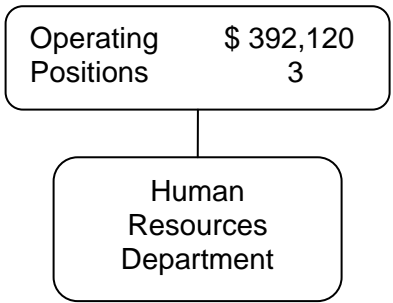 Operating $ 392,120
Positions 3
Human
Resources
Department